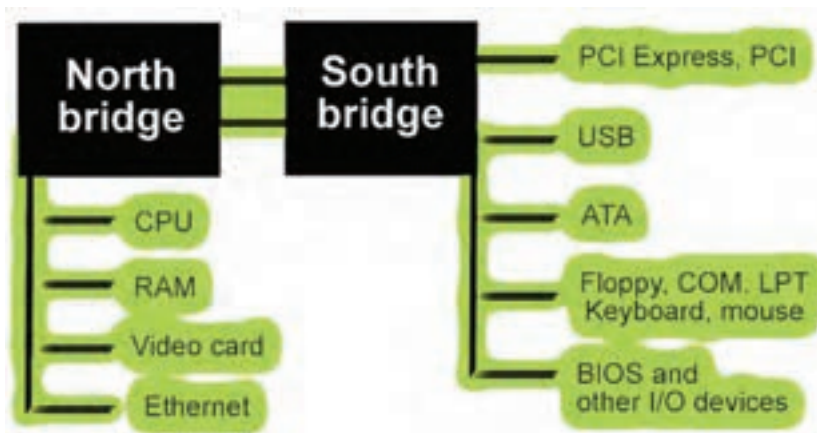 North
bridge
South
bridge
CPU
RAM
Video card
Ethernet
PCI Express, PCI
USB
ATA
Floppy, COM, LPT
Keyboard, mouse
BIOS and
other I/O devices